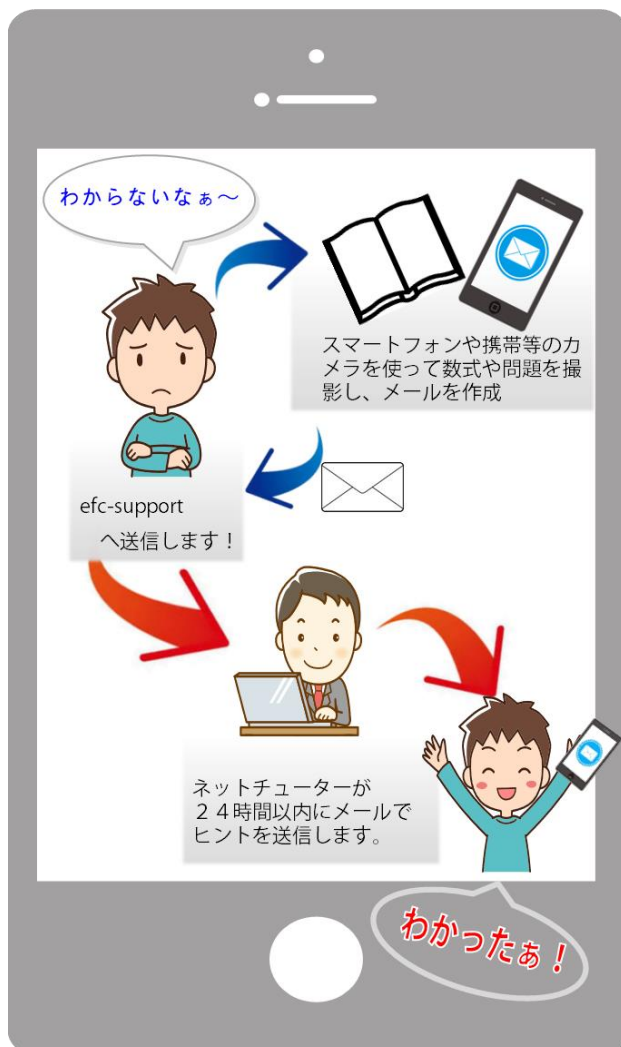 わからないなぁ～
スマートフォンや携帯等のカ
メラを使って数式や問題を撮
影し、メールを作成
efc-support
へ送信します！
ネットチューターが
２４時間以内にメールで
ヒントを送信します。
わかったぁ！